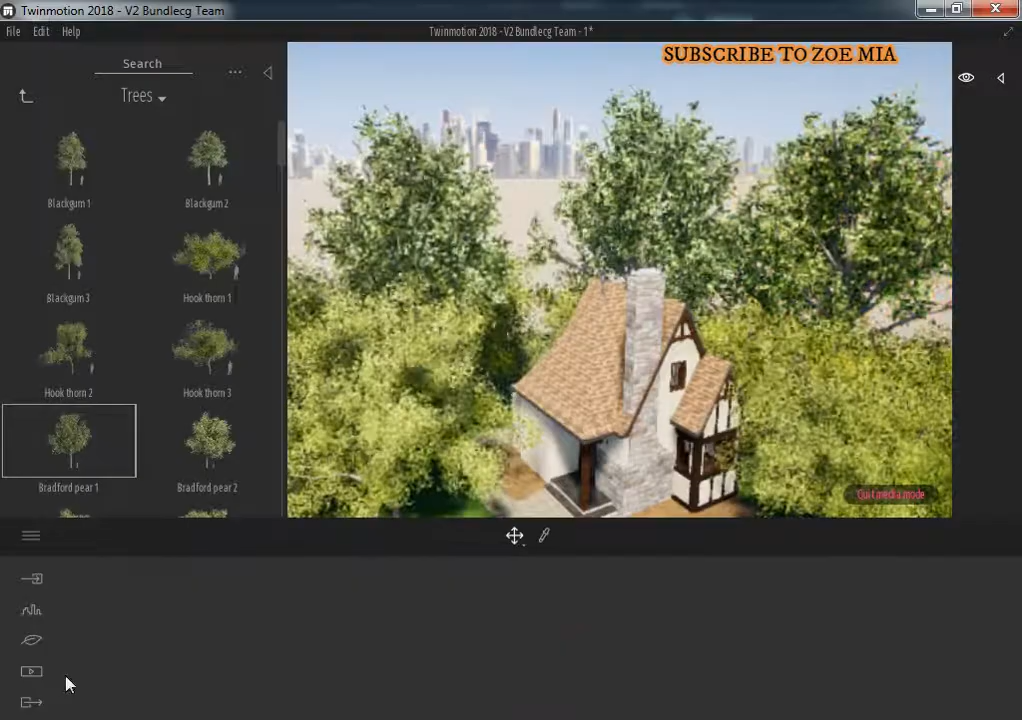 Twinmotion 2018 - V2 Bundlecg Team
File Edit Help
Twinmotion 2018 - V2 Bundlecg Team - 1*
SUBSCRIBE TO ZOE MIA
Search
...
Trees
Blackgum 1
Blackgum 2
Blackgum 3
Hook thorn 1
Hook thorn 2
Hook thorn 3
Bradford pear 1
Bradford pear 2
Quit media mode